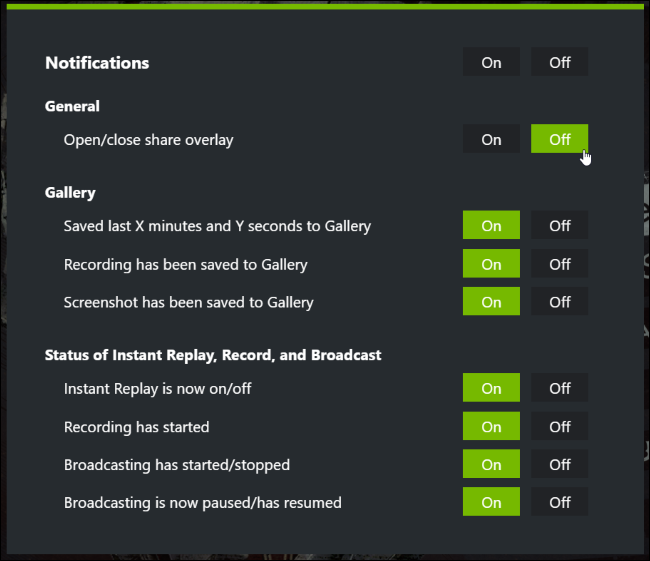 Notifications On Off
General
Open/close share overlay On Off
Gallery
Saved last X minutes and Y seconds to Gallery On Off
Recording has been saved to Gallery On Off
Screenshot has been saved to Gallery On Off
Status of Instant Replay, Record, and Broadcast
Instant Replay is now on/off On Off
Recording has started On Off
Broadcasting has started/stopped On Off
Broadcasting is now paused/has resumed On Off